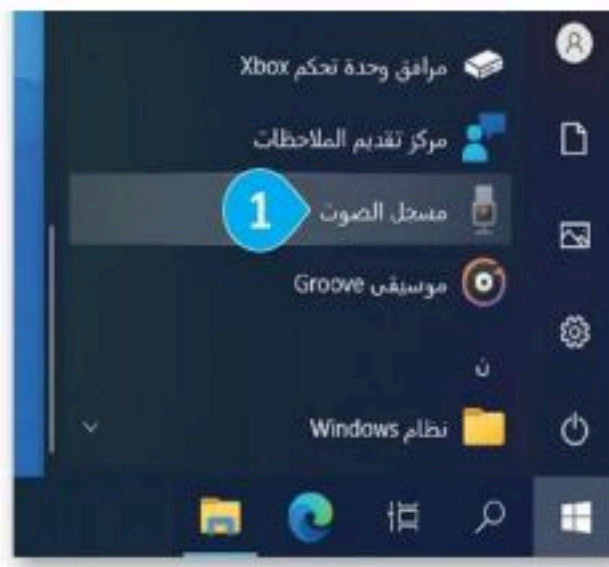 مرافق وحدة تحكم Xbox
مركز تقديم الملاحظات
مسجل الصوت
1
موسيقى Groove
ن
نظام Windows